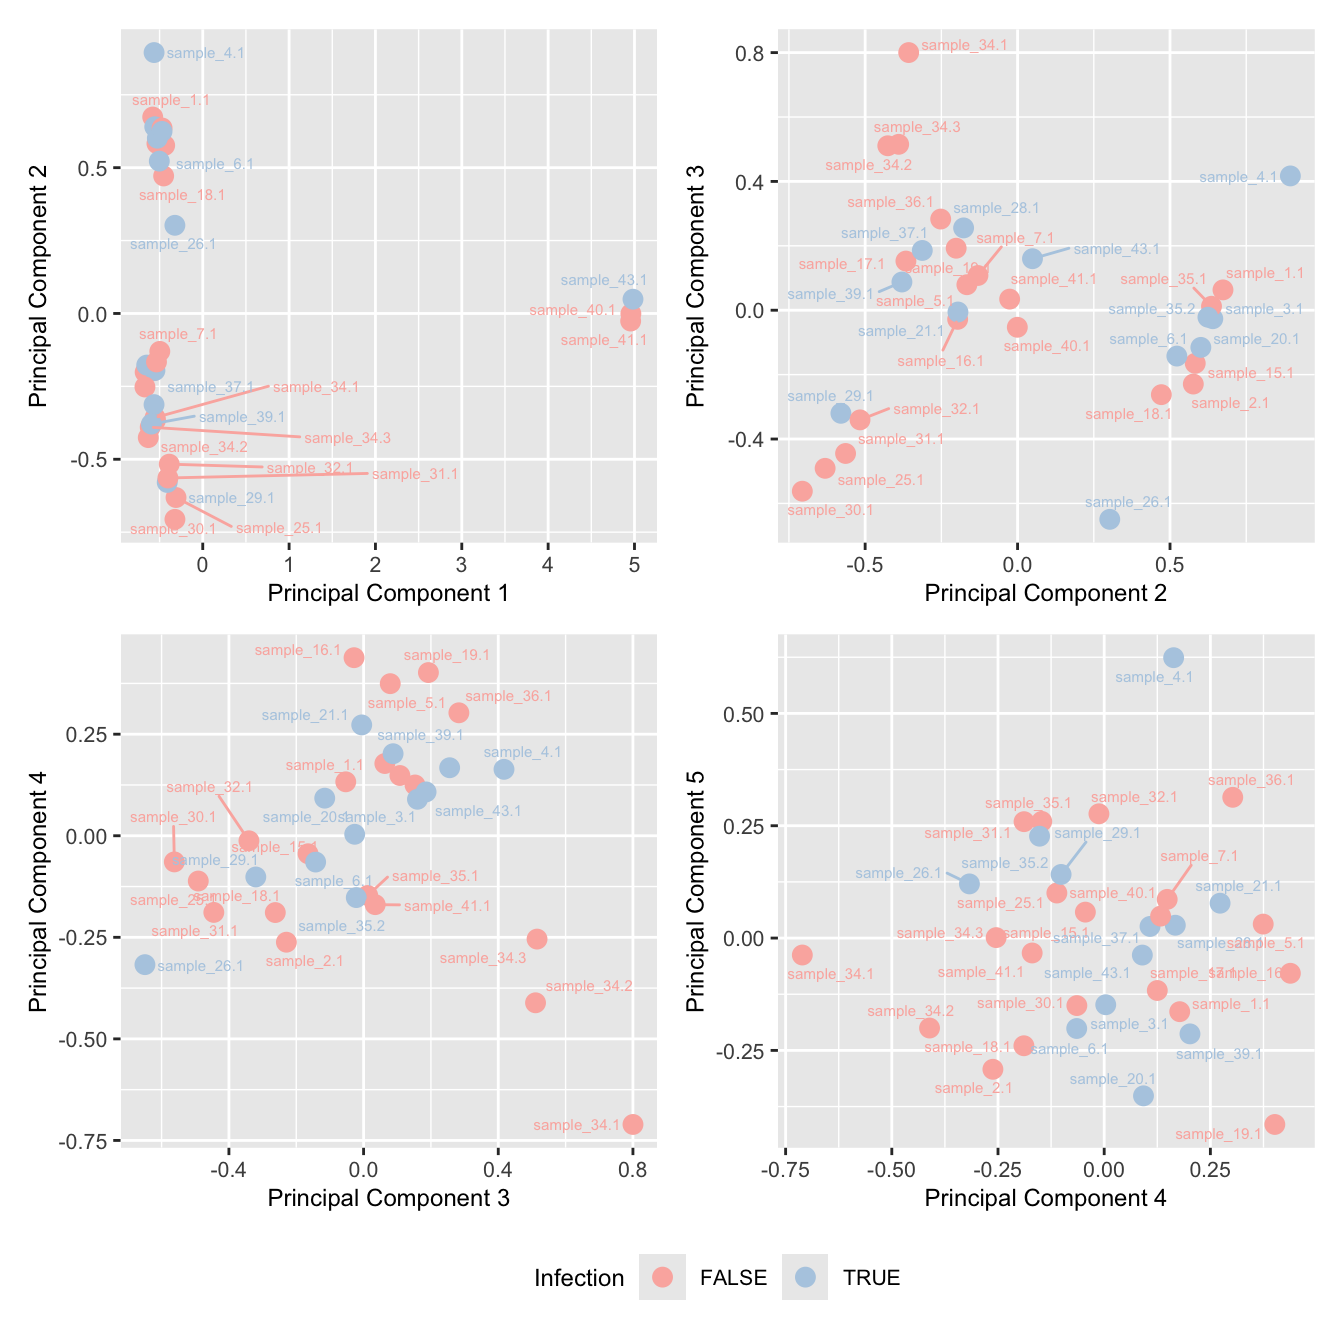 sample_4.1
sample_1.1
sample_6.1
sample_18.1
sample_26.1
sample_43.1
sample_40.1
sample_41.1
sample_7.1
sample_37.1
sample_34.1
sample_39.1
sample_34.3
sample_34.2
sample_32.1
sample_31.1
sample_29.1
sample_30.1
sample_25.1
0.5
0.0
-0.5
0 1 2 3 4 5
Principal Component 1
Principal Component 2
sample_34.1
sample_34.3
sample_34.2
sample_4.1
sample_36.1
sample_28.1
sample_37.1
sample_7.1
sample_43.1
sample_17.1
sample_41.1
sample_35.1
sample_1.1
sample_39.1
sample_5.1
sample_35.2
sample_3.1
sample_21.1
sample_16.1
sample_40.1
sample_6.1
sample_20.1
sample_15.1
sample_29.1
sample_32.1
sample_18.1
sample_2.1
sample_31.1
sample_25.1
sample_30.1
sample_26.1
0.8
0.4
0.0
-0.4
-0.5 0.0 0.5
Principal Component 2
Principal Component 3
sample_16.1
sample_19.1
sample_5.1
sample_36.1
sample_21.1
sample_39.1
sample_4.1
sample_1.1
sample_32.1
sample_30.1
sample_20.1
sample_3.1
sample_43.1
sample_29.1
sample_15.1
sample_6.1
sample_35.1
sample_18.1
sample_41.1
sample_31.1
sample_35.2
sample_2.1
sample_26.1
sample_34.3
sample_34.2
sample_34.1
0.25
0.00
-0.25
-0.50
-0.75
-0.4 0.0 0.4 0.8
Principal Component 3
Principal Component 4
sample_4.1
sample_36.1
sample_35.1
sample_32.1
sample_31.1
sample_29.1
sample_35.2
sample_7.1
sample_26.1
sample_25.1
sample_40.1
sample_21.1
sample_34.3
sample_15.1
sample_37.1
sample_5.1
sample_34.1
sample_41.1
sample_43.1
sample_34.2
sample_30.1
sample_1.1
sample_3.1
sample_18.1
sample_6.1
sample_39.1
sample_2.1
sample_20.1
sample_19.1
0.50
0.25
0.00
-0.25
-0.75 -0.50 -0.25 0.00 0.25
Principal Component 4
Principal Component 5
Infection FALSE TRUE